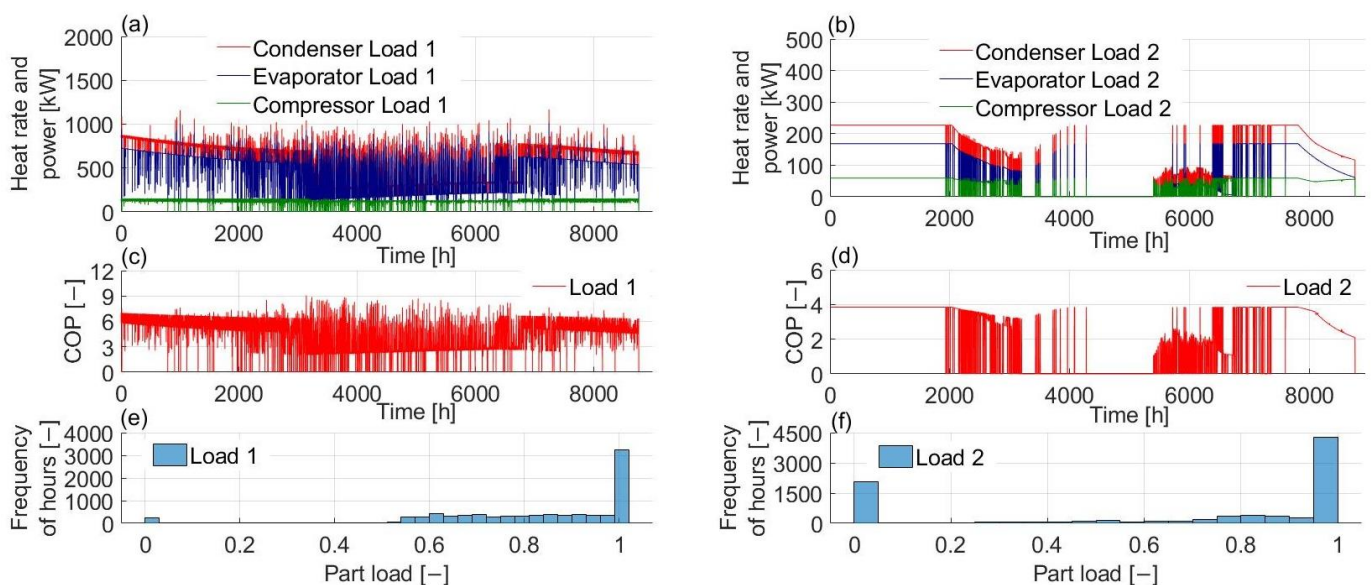 (a)
Heat rate and
power [kW]
2000
1500
1000
500
0
Condenser Load 1
Evaporator Load 1
Compressor Load 1
0 2000 4000 6000 8000
Time [h]
(b)
Heat rate and
power [kW]
500
400
300
200
100
0
Condenser Load 2
Evaporator Load 2
Compressor Load 2
0 2000 4000 6000 8000
Time [h]
(c)
COP [−]
12
9
6
3
0
Load 1
0 2000 4000 6000 8000
Time [h]
(d)
COP [−]
6
4
2
0
Load 2
0 2000 4000 6000 8000
Time [h]
(e)
Frequency
of hours [−]
4000
3000
2000
1000
0
Load 1
0 0.2 0.4 0.6 0.8 1
Part load [−]
(f)
Frequency
of hours [−]
4500
3000
1500
0
Load 2
0 0.2 0.4 0.6 0.8 1
Part load [−]